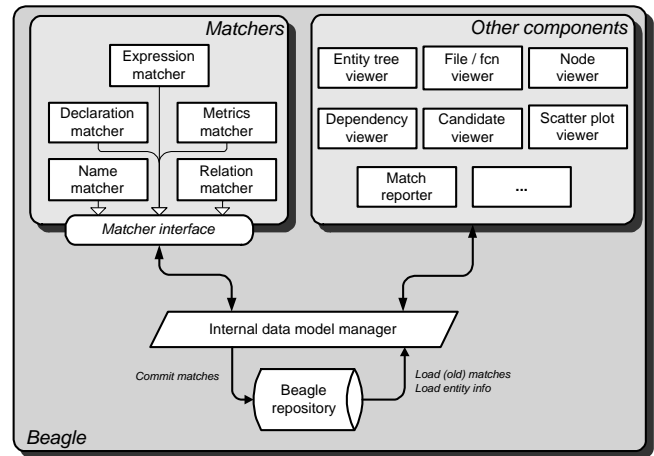 Matchers
Expression
matcher
Declaration
matcher
Metrics
matcher
Name
matcher
Relation
matcher
Matcher interface
Other components
Entity tree
viewer
File / fcn
viewer
Node
viewer
Dependency
viewer
Candidate
viewer
Scatter plot
viewer
Match
reporter
...
Internal data model manager
Commit matches
Beagle
repository
Load (old) matches
Load entity info
Beagle